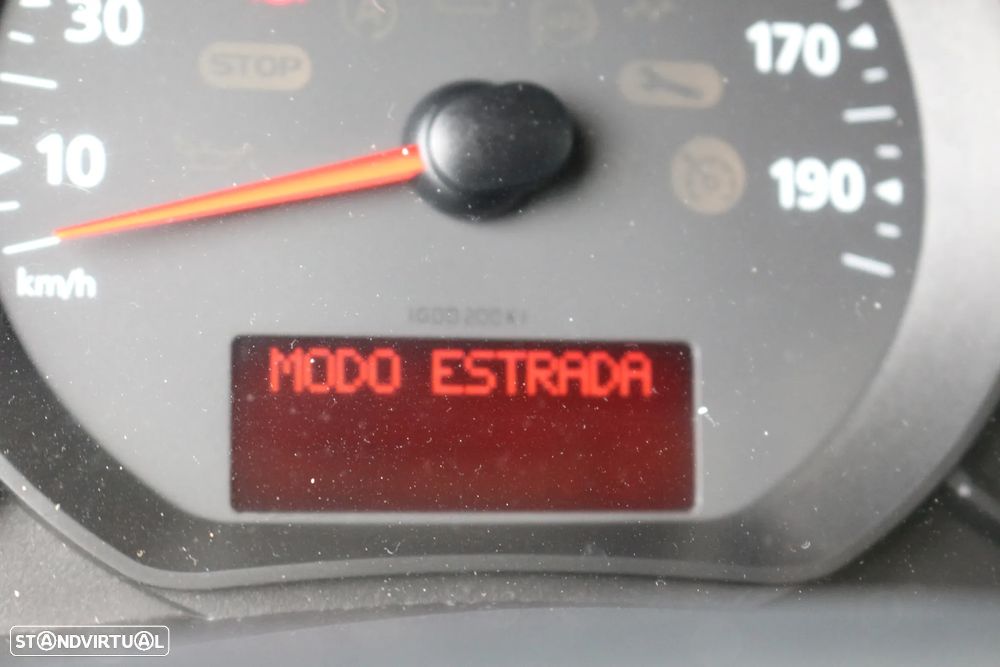 30
170
STOP
10
190
km/h
MODO ESTRADA
STANDVIRTUAL